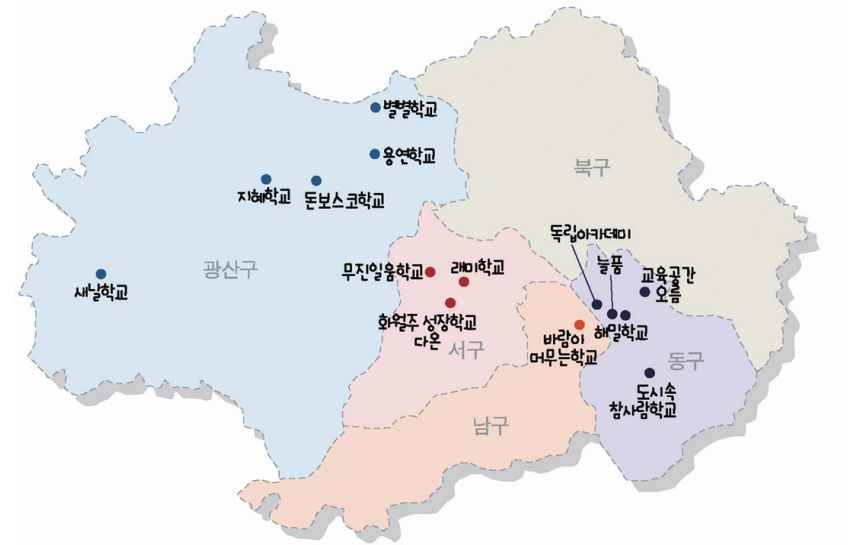 별별학교
용연학교
지혜학교
돈보스코학교
북구
독립아카데미
늘품
교육공간
오름
광산구
새날학교
무진일움학교
래미학교
화월주 성장학교
다온
서구
해밀학교
바람이
머무는학교
동구
도시속
참사람학교
남구